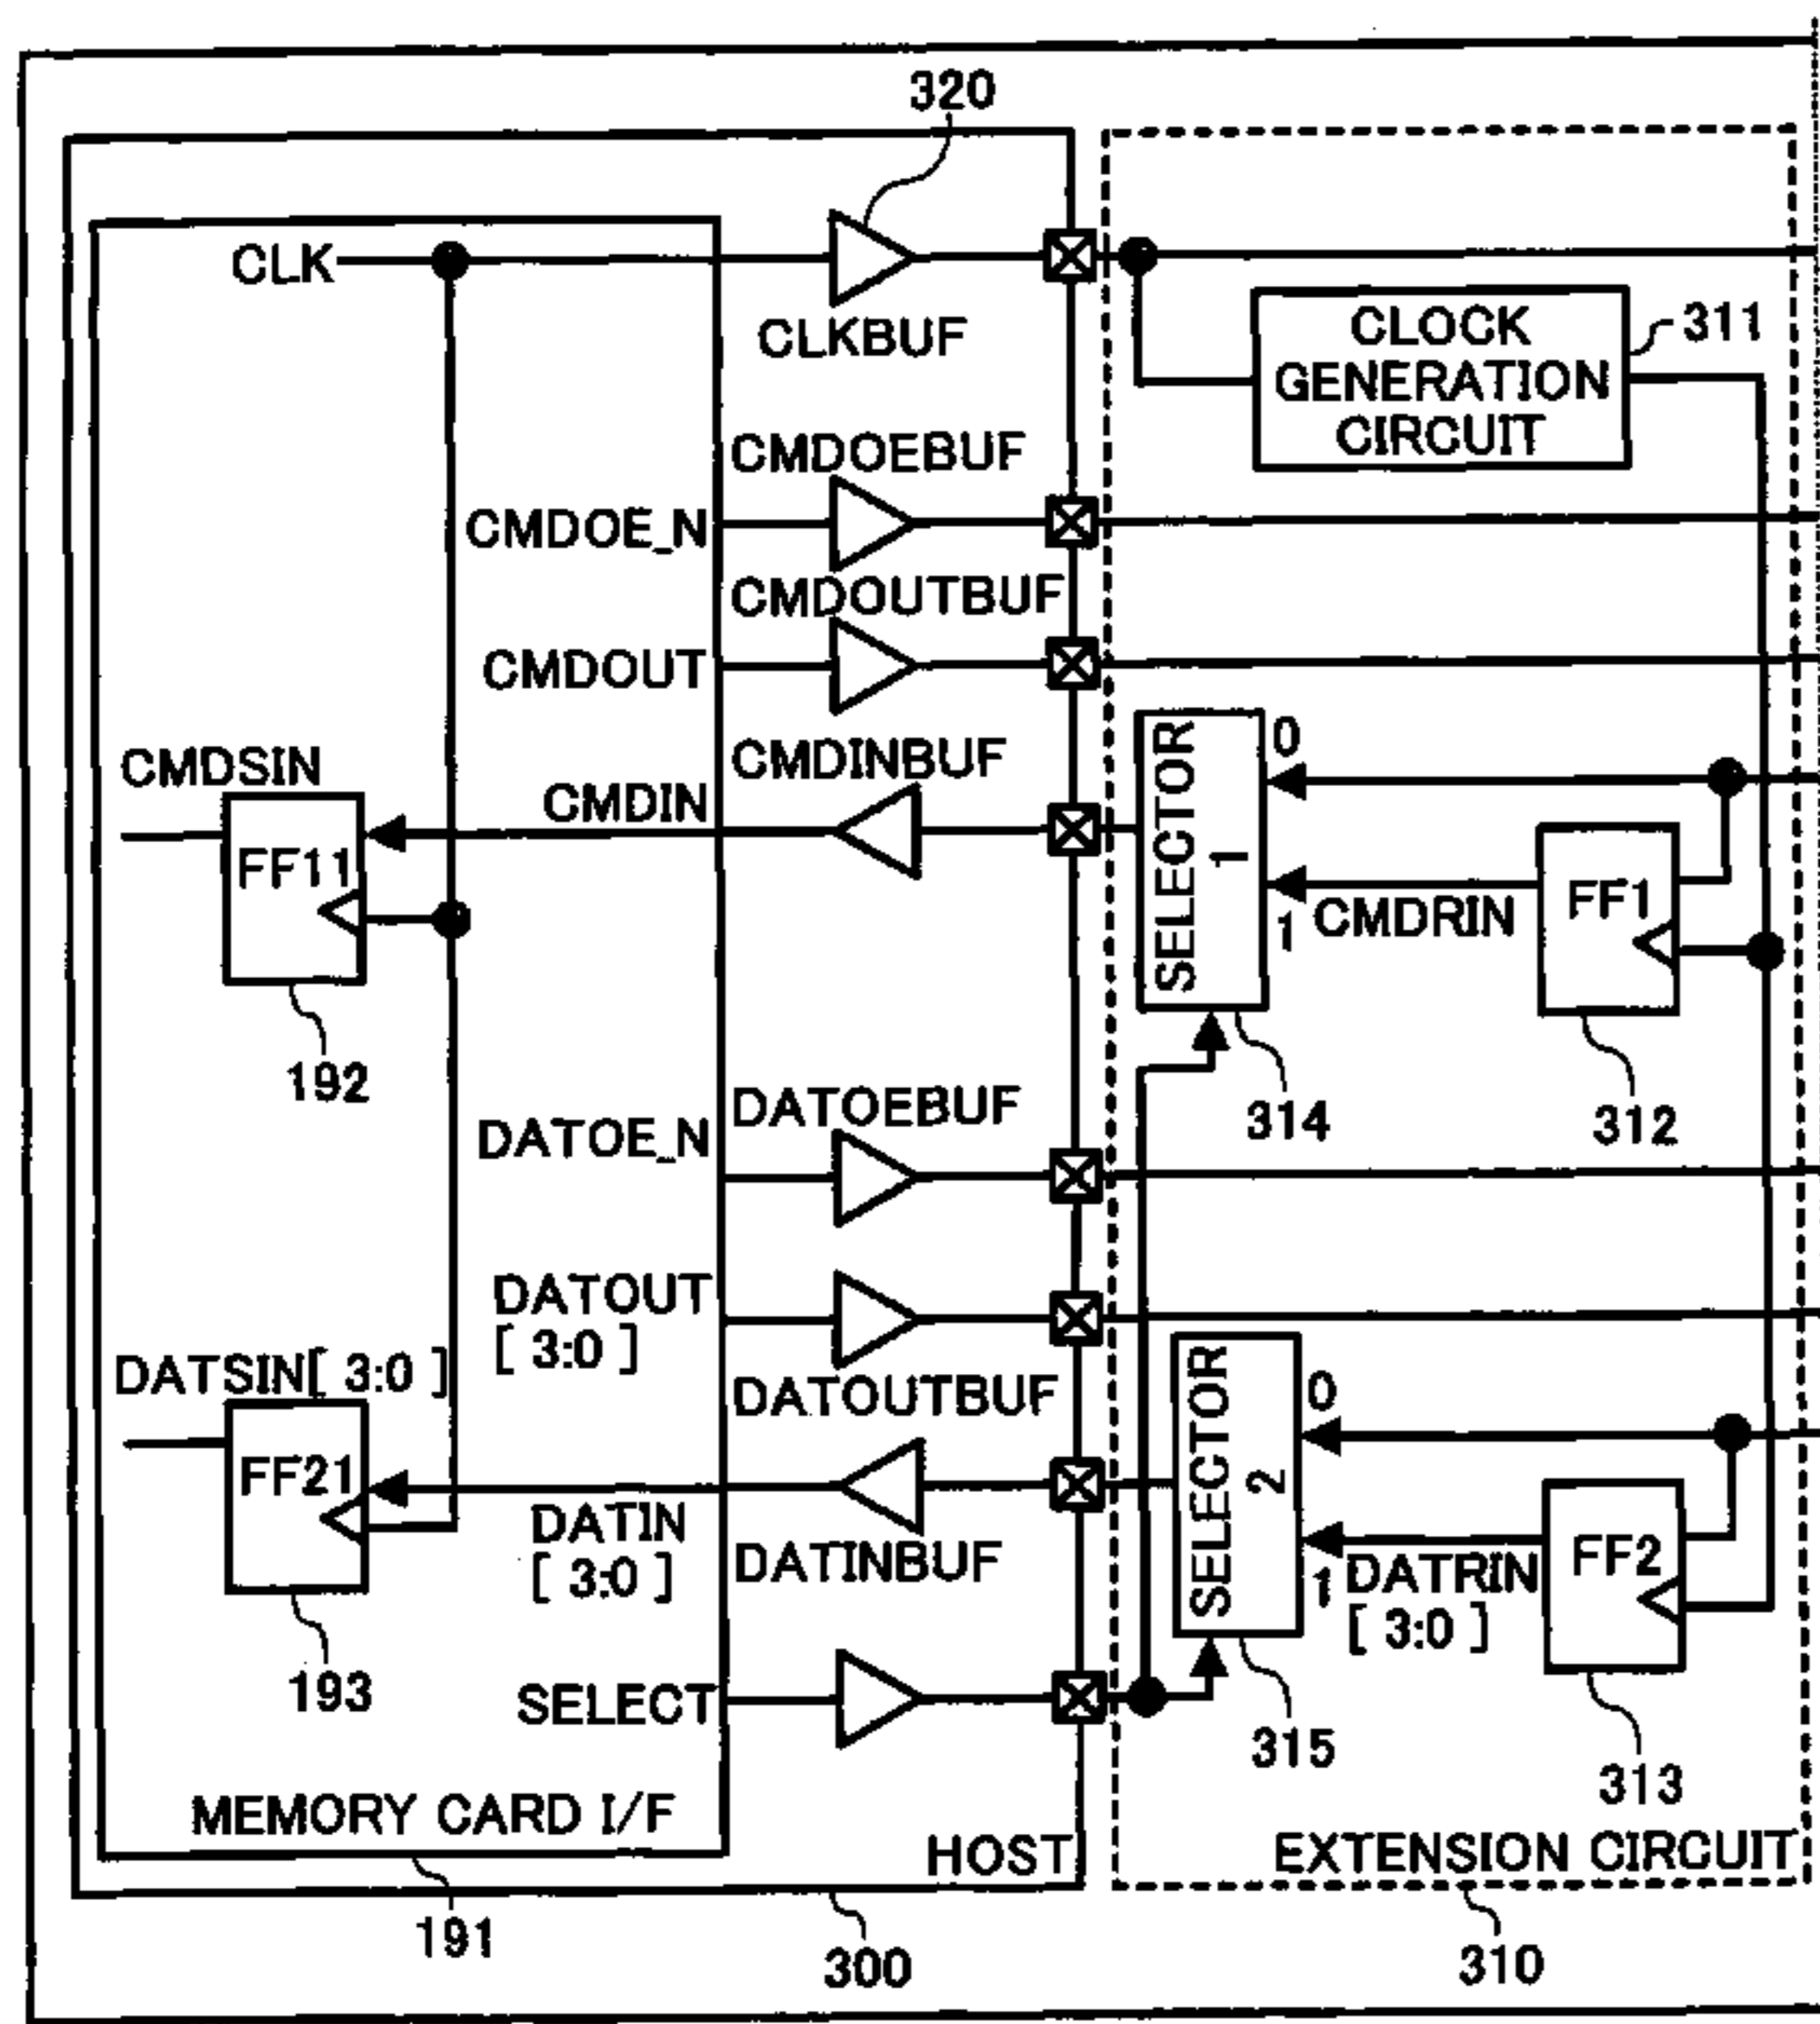 320
CLK
CLKBUF
CLOCK
GENERATION
CIRCUIT
311
CMDOEBUF
CMDOE_N
CMDOUTBUF
CMDOUT
CMDSIN
CMDINBUF
CMDIN
FF11
192
SELECTOR
1
0
1
CMDRIN
FF1
314
312
DATOEBUF
DATOE_N
DATOUT
[ 3:0 ]
DATOUTBUF
DATSIN[ 3:0 ]
FF21
193
DATIN
[ 3:0 ]
DATINBUF
SELECTOR
2
0
1
DATRIN
[ 3:0 ]
FF2
315
313
SELECT
MEMORY CARD I/F
HOST
EXTENSION CIRCUIT
191
300
310